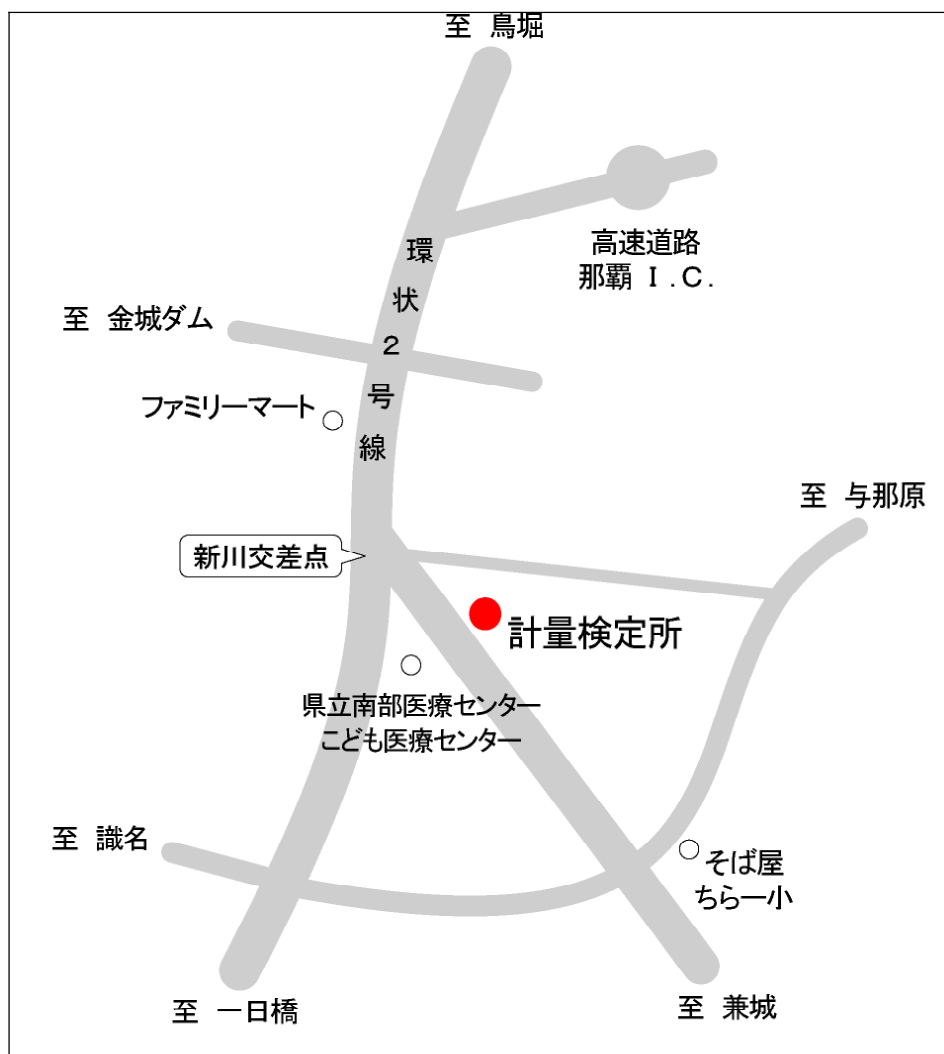 至　鳥堀
高速道路
那覇 Ｉ.Ｃ.
環状２号線
至　金城ダム
ファミリーマート
至　与那原
新川交差点
計量検定所
県立南部医療センター
こども医療センター
至　識名
そば屋
ちらー小
至　一日橋
至　兼城